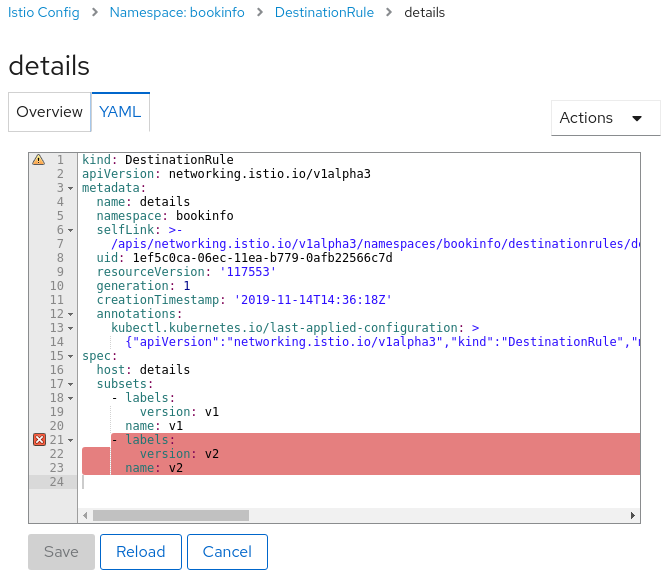 Istio Config > Namespace: bookinfo > DestinationRule > details
details
Overview YAML
Actions
1 kind: DestinationRule
2 apiVersion: networking.istio.io/v1alpha3
3 metadata:
4 name: details
5 namespace: bookinfo
6 selfLink: >-
7 /apis/networking.istio.io/v1alpha3/namespaces/bookinfo/destinationrules/de
8 uid: 1ef5c0ca-06ec-11ea-b779-0afb22566c7d
9 resourceVersion: '117553'
10 generation: 1
11 creationTimestamp: '2019-11-14T14:36:18Z'
12 annotations:
13 kubectl.kubernetes.io/last-applied-configuration: >
14 {"apiVersion":"networking.istio.io/v1alpha3","kind":"DestinationRule","
15 spec:
16 host: details
17 subsets:
18 - labels:
19 version: v1
20 name: v1
21 - labels:
22 version: v2
23 name: v2
24
Save Reload Cancel